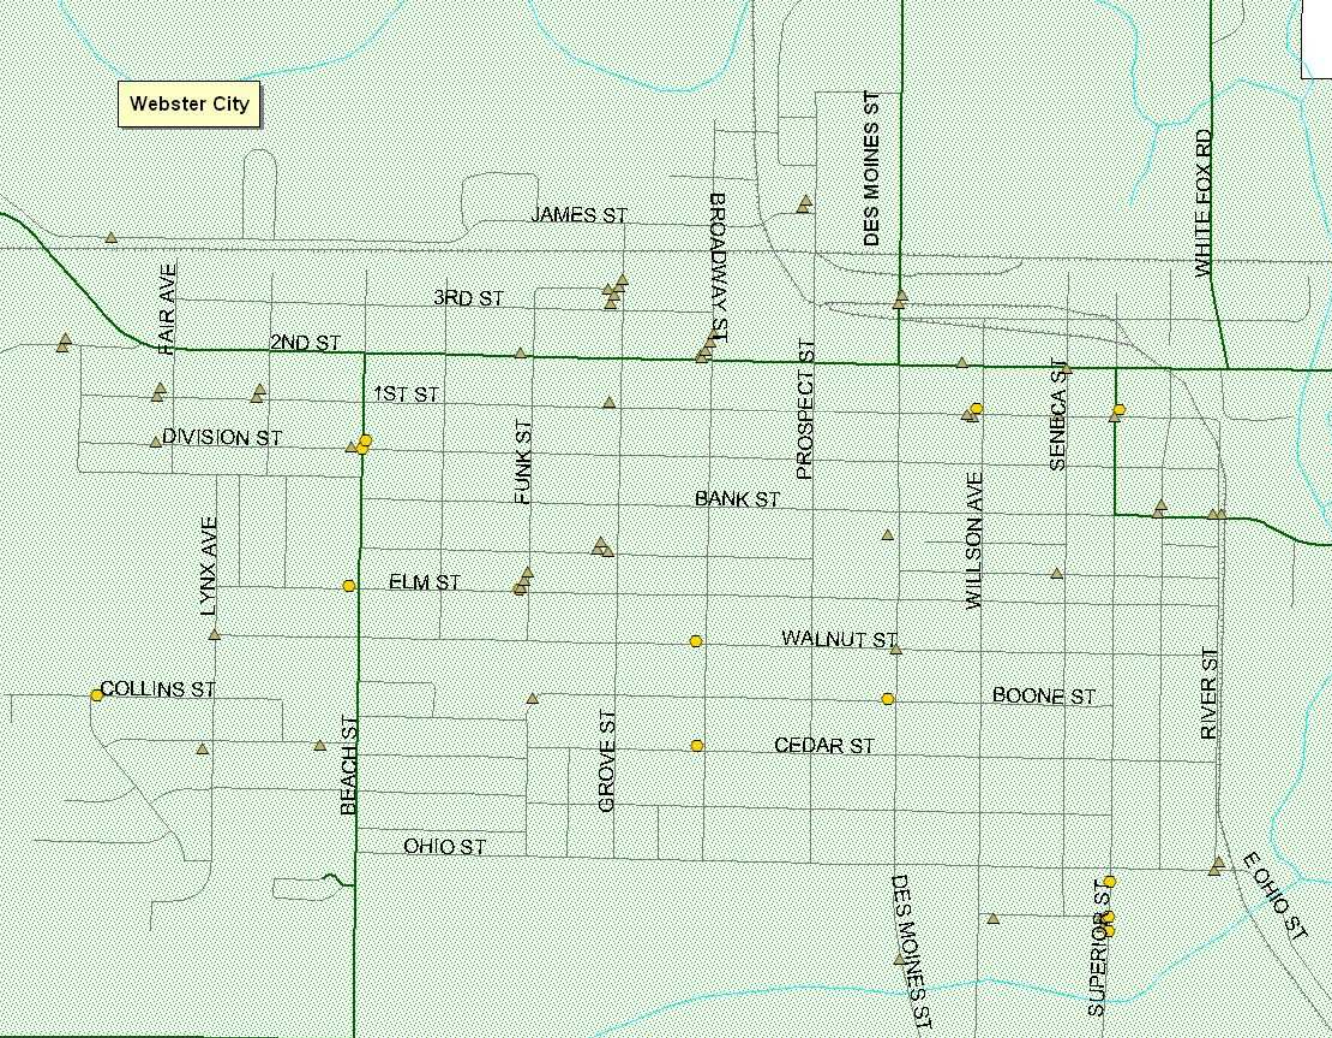 Webster City
DES MOINES ST
WHITE FOX RD
JAMES ST
BROADWAY ST
FAIR AVE
3RD ST
2ND ST
PROSPECT ST
1ST ST
SENECA ST
DIVISION ST
FUNK ST
BANK ST
WILLSON AVE
LYNX AVE
ELM ST
WALNUT ST
COLLINS ST
BOONE ST
RIVER ST
BEACH ST
GROVE ST
CEDAR ST
OHIO ST
E OHIO ST
DES MOINES ST
SUPERIOR ST